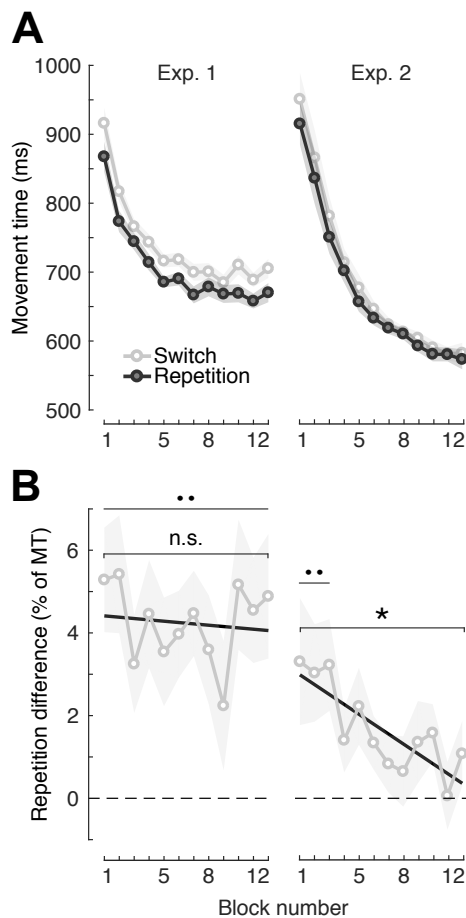 A
Exp. 1
Exp. 2
Movement time (ms)
1000
900
800
700
600
500
Switch
Repetition
1 5 8 12
1 5 8 12
B
Repetition difference (% of MT)
6
4
2
0
••
n.s.
••
*
1 5 8 12
1 5 8 12
Block number